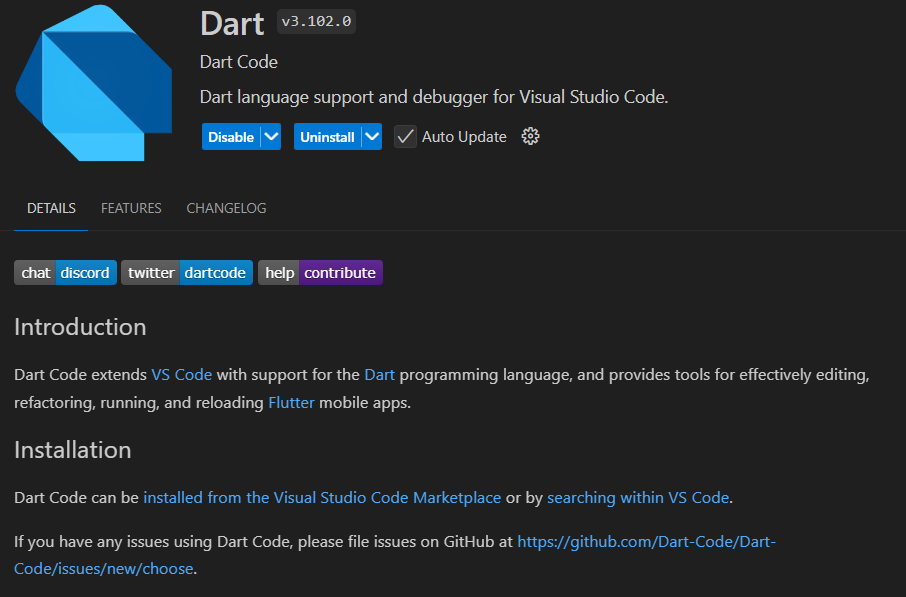 Dart v3.102.0
Dart Code
Dart language support and debugger for Visual Studio Code.
Disable Uninstall Auto Update
DETAILS FEATURES CHANGELOG
chat discord twitter dartcode help contribute
Introduction
Dart Code extends VS Code with support for the Dart programming language, and provides tools for effectively editing,
refactoring, running, and reloading Flutter mobile apps.
Installation
Dart Code can be installed from the Visual Studio Code Marketplace or by searching within VS Code.
If you have any issues using Dart Code, please file issues on GitHub at https://github.com/Dart-Code/Dart-
Code/issues/new/choose.